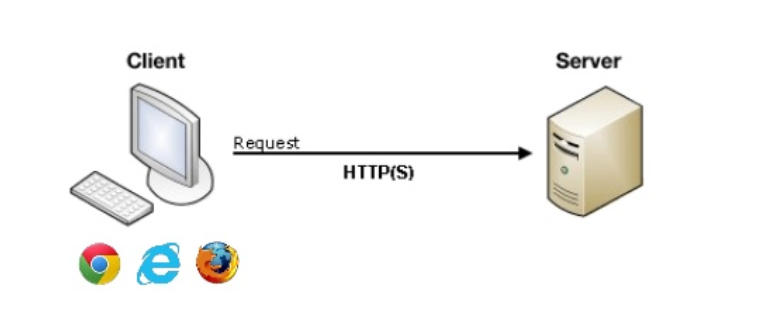 Client
Server
Request
HTTP(S)